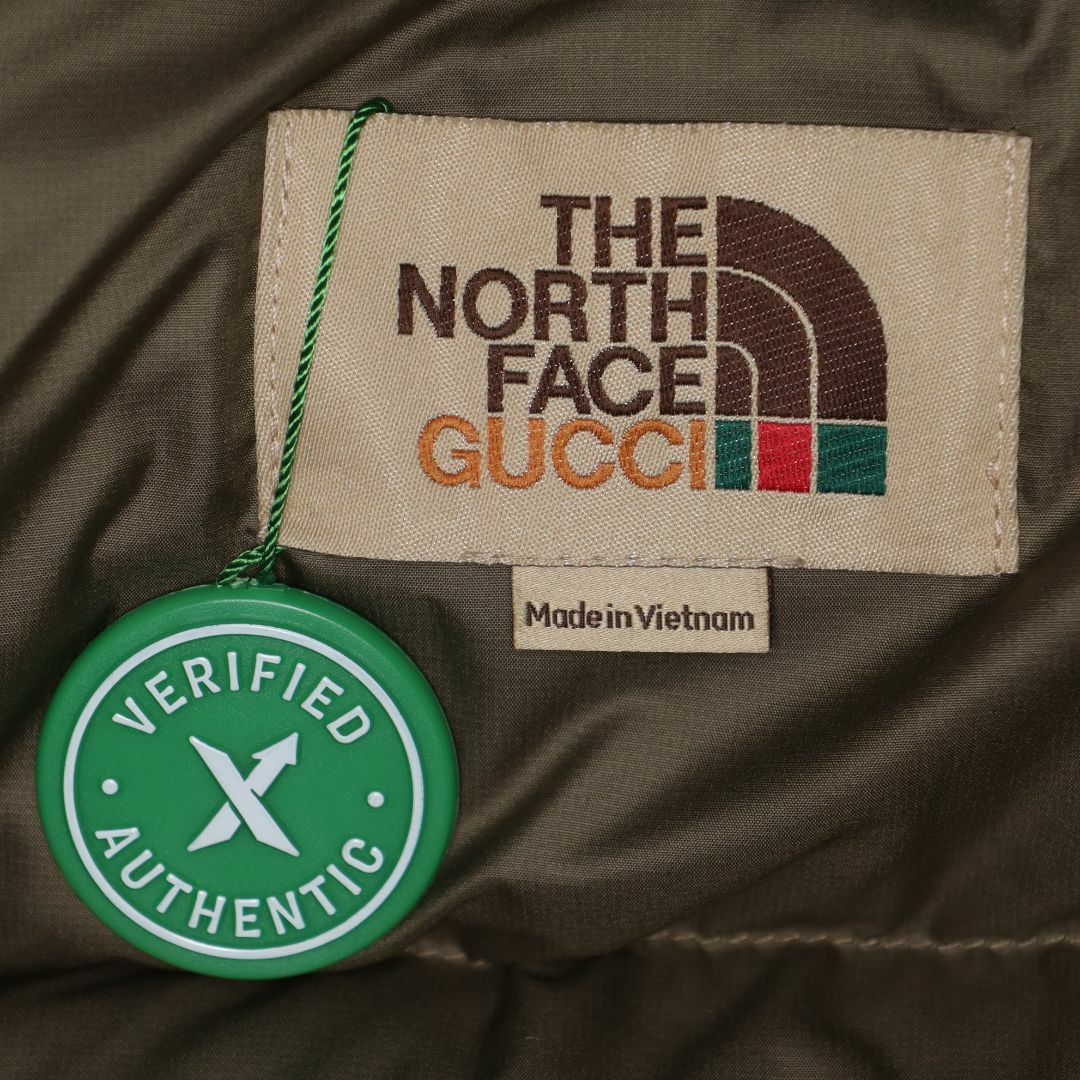 THE
NORTH
FACE
GUCCI
Made in Vietnam
VERIFIED
AUTHENTIC